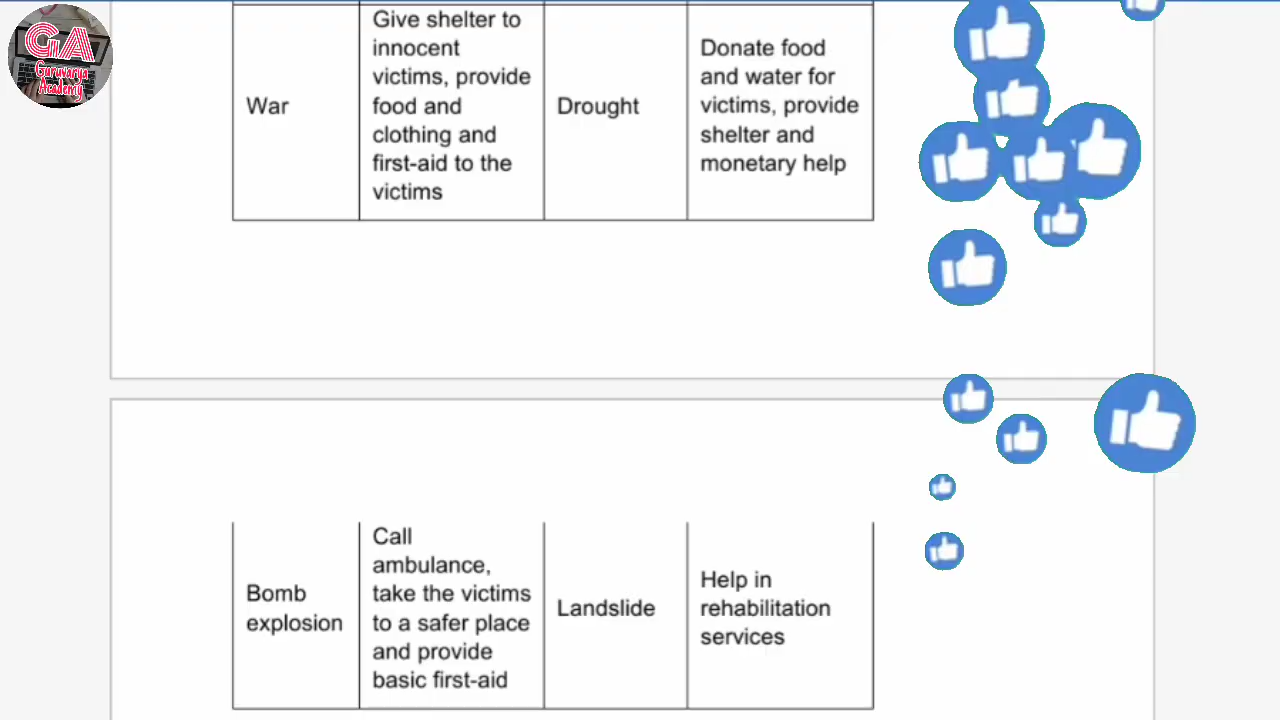 GA
Guruvarya
Academy
War
Give shelter to
innocent
victims, provide
food and
clothing and
first-aid to the
victims
Drought
Donate food
and water for
victims, provide
shelter and
monetary help
Bomb
explosion
Call
ambulance,
take the victims
to a safer place
and provide
basic first-aid
Landslide
Help in
rehabilitation
services